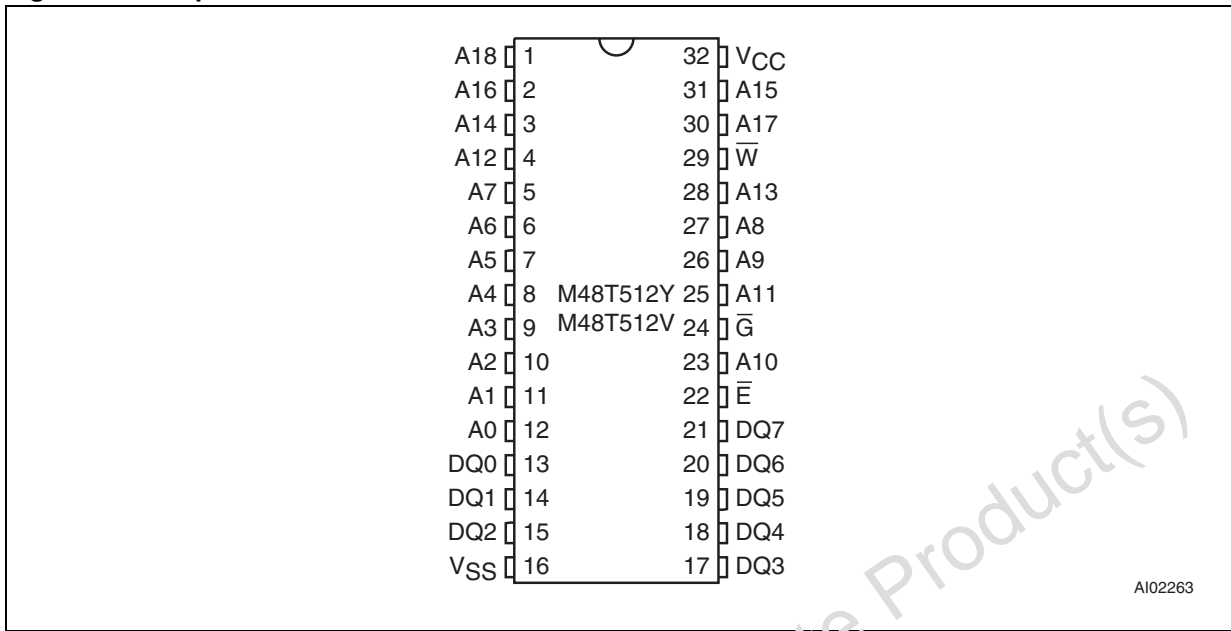 A18 1 32 VCC
A16 2 31 A15
A14 3 30 A17
A12 4 29 W̅
A7 5 28 A13
A6 6 27 A8
A5 7 26 A9
A4 8 M48T512Y 25 A11
A3 9 M48T512V 24 G̅
A2 10 23 A10
A1 11 22 E̅
A0 12 21 DQ7
DQ0 13 20 DQ6
DQ1 14 19 DQ5
DQ2 15 18 DQ4
VSS 16 17 DQ3
AI02263
Product(s)